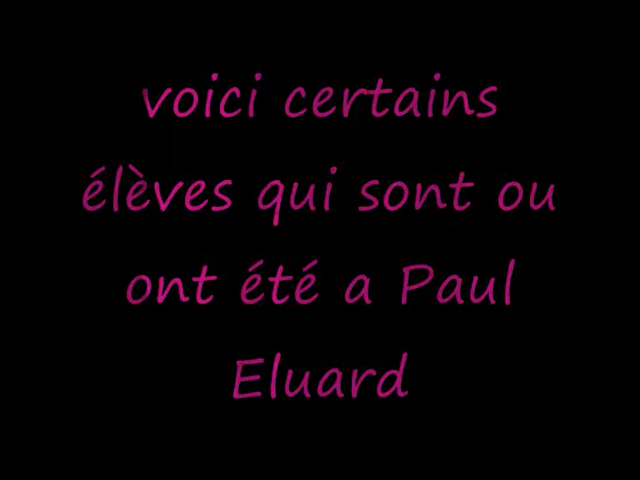 voici certains
élèves qui sont ou
ont été a Paul
Eluard